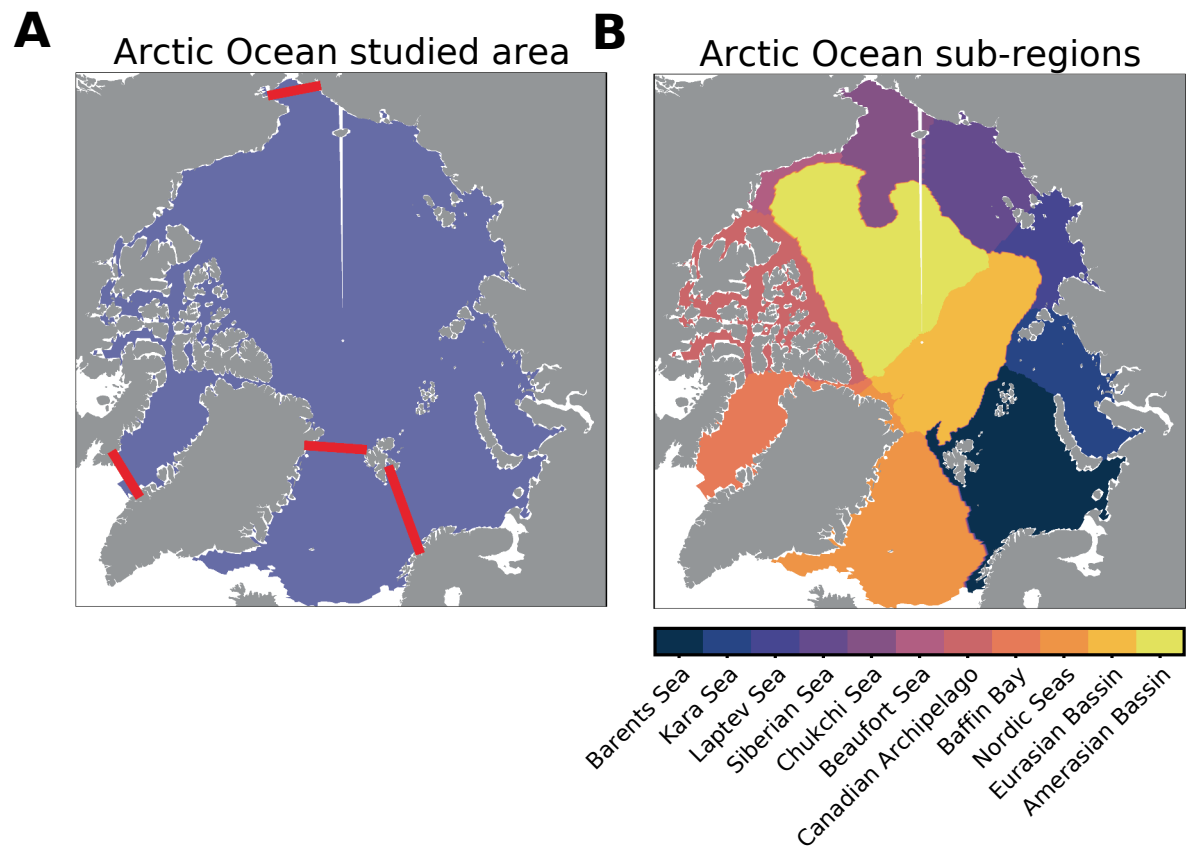 A
Arctic Ocean studied area
B
Arctic Ocean sub-regions
Barents Sea
Kara Sea
Laptev Sea
Siberian Sea
Chukchi Sea
Beaufort Sea
Canadian Archipelago
Baffin Bay
Nordic Seas
Eurasian Bassin
Amerasian Bassin